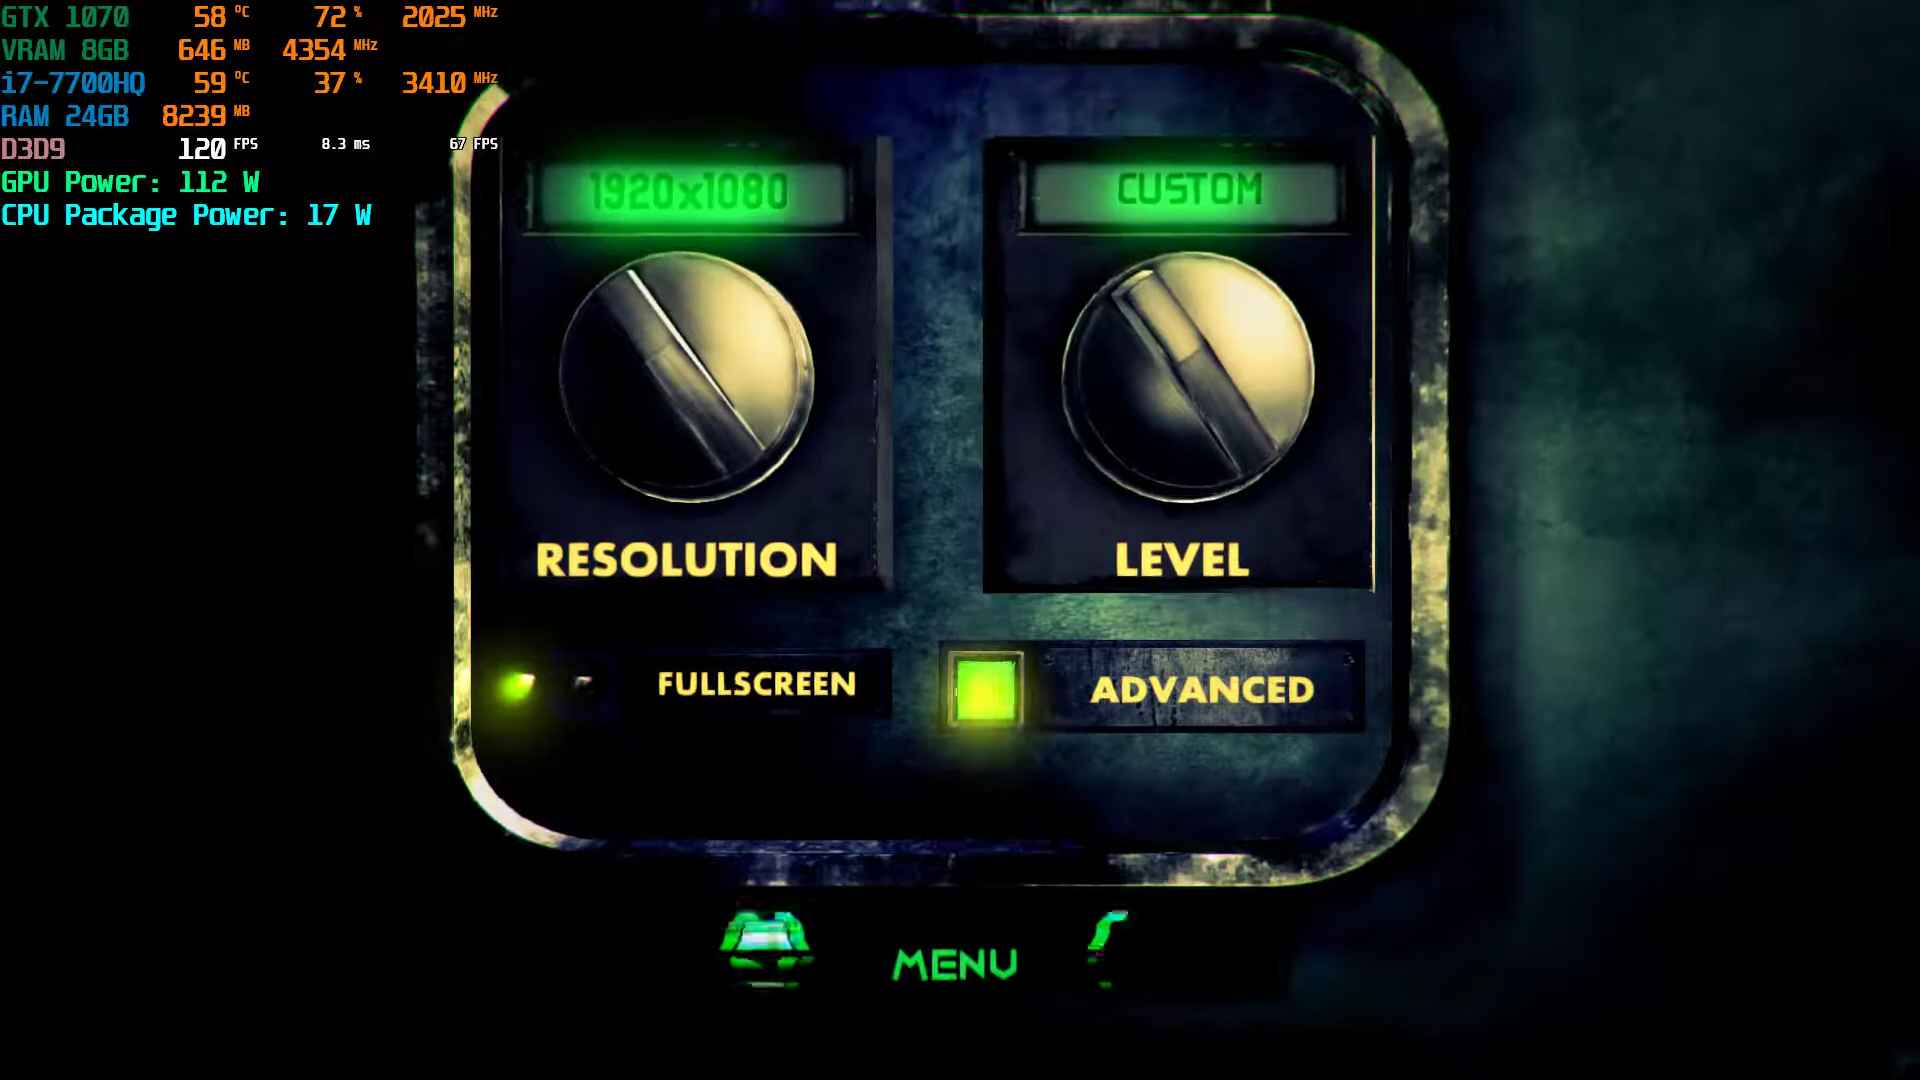 GTX 1070 58 °C 72 % 2025 MHz
VRAM 8GB 646 MB 4354 MHz
i7-7700HQ 59 °C 37 % 3410 MHz
RAM 24GB 8239 MB
D3D9 120 FPS 8.3 ms 67 FPS
GPU Power: 112 W
CPU Package Power: 17 W
1920x1080 CUSTOM
RESOLUTION LEVEL
FULLSCREEN ADVANCED
MENU